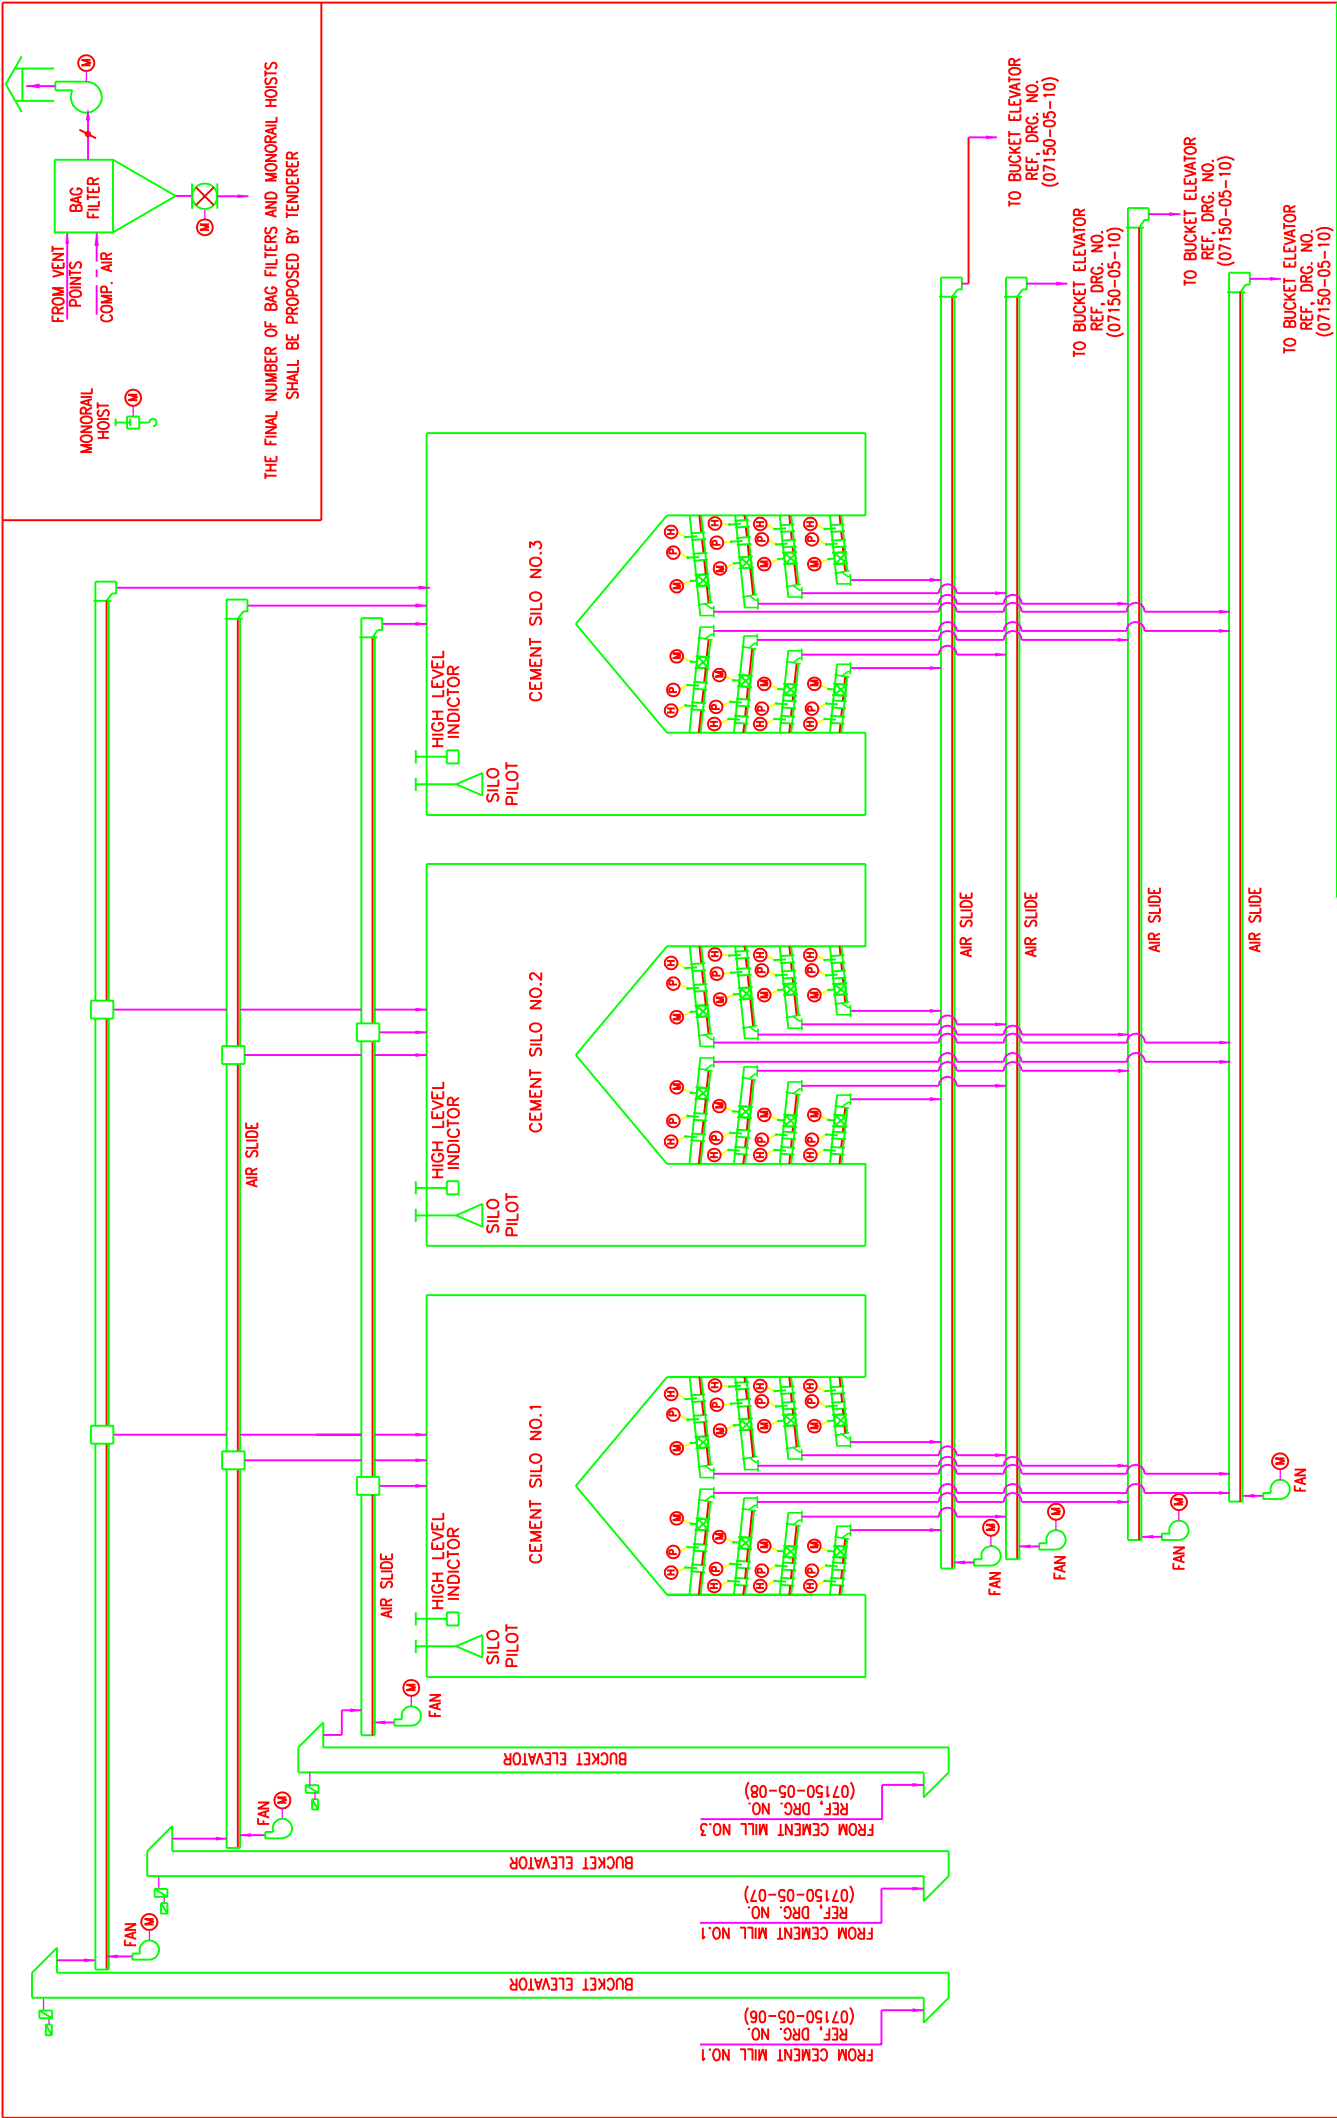 FROM VENT
POINTS
COMP. AIR
BAG
FILTER
M
M
MONORAIL
HOIST
M
THE FINAL NUMBER OF BAG FILTERS AND MONORAIL HOISTS
SHALL BE PROPOSED BY TENDERER
AIR SLIDE
AIR SLIDE
HIGH LEVEL
INDICTOR
SILO
PILOT
CEMENT SILO NO.1
H P M M P H
H P M M P H
H P M M P H
H P M M P H
HIGH LEVEL
INDICTOR
SILO
PILOT
CEMENT SILO NO.2
H P M M P H
H P M M P H
H P M M P H
H P M M P H
HIGH LEVEL
INDICTOR
SILO
PILOT
CEMENT SILO NO.3
H P M M P H
H P M M P H
H P M M P H
H P M M P H
FAN
M
FAN
M
FAN
M
BUCKET ELEVATOR
FROM CEMENT MILL NO.1
REF, DRG. NO.
(07150-05-06)
BUCKET ELEVATOR
FROM CEMENT MILL NO.1
REF, DRG. NO.
(07150-05-07)
BUCKET ELEVATOR
FROM CEMENT MILL NO.3
REF, DRG. NO.
(07150-05-08)
AIR SLIDE
AIR SLIDE
AIR SLIDE
AIR SLIDE
FAN
M
FAN
M
FAN
M
FAN
M
TO BUCKET ELEVATOR
REF, DRG. NO.
(07150-05-10)
TO BUCKET ELEVATOR
REF, DRG. NO.
(07150-05-10)
TO BUCKET ELEVATOR
REF, DRG. NO.
(07150-05-10)
TO BUCKET ELEVATOR
REF, DRG. NO.
(07150-05-10)